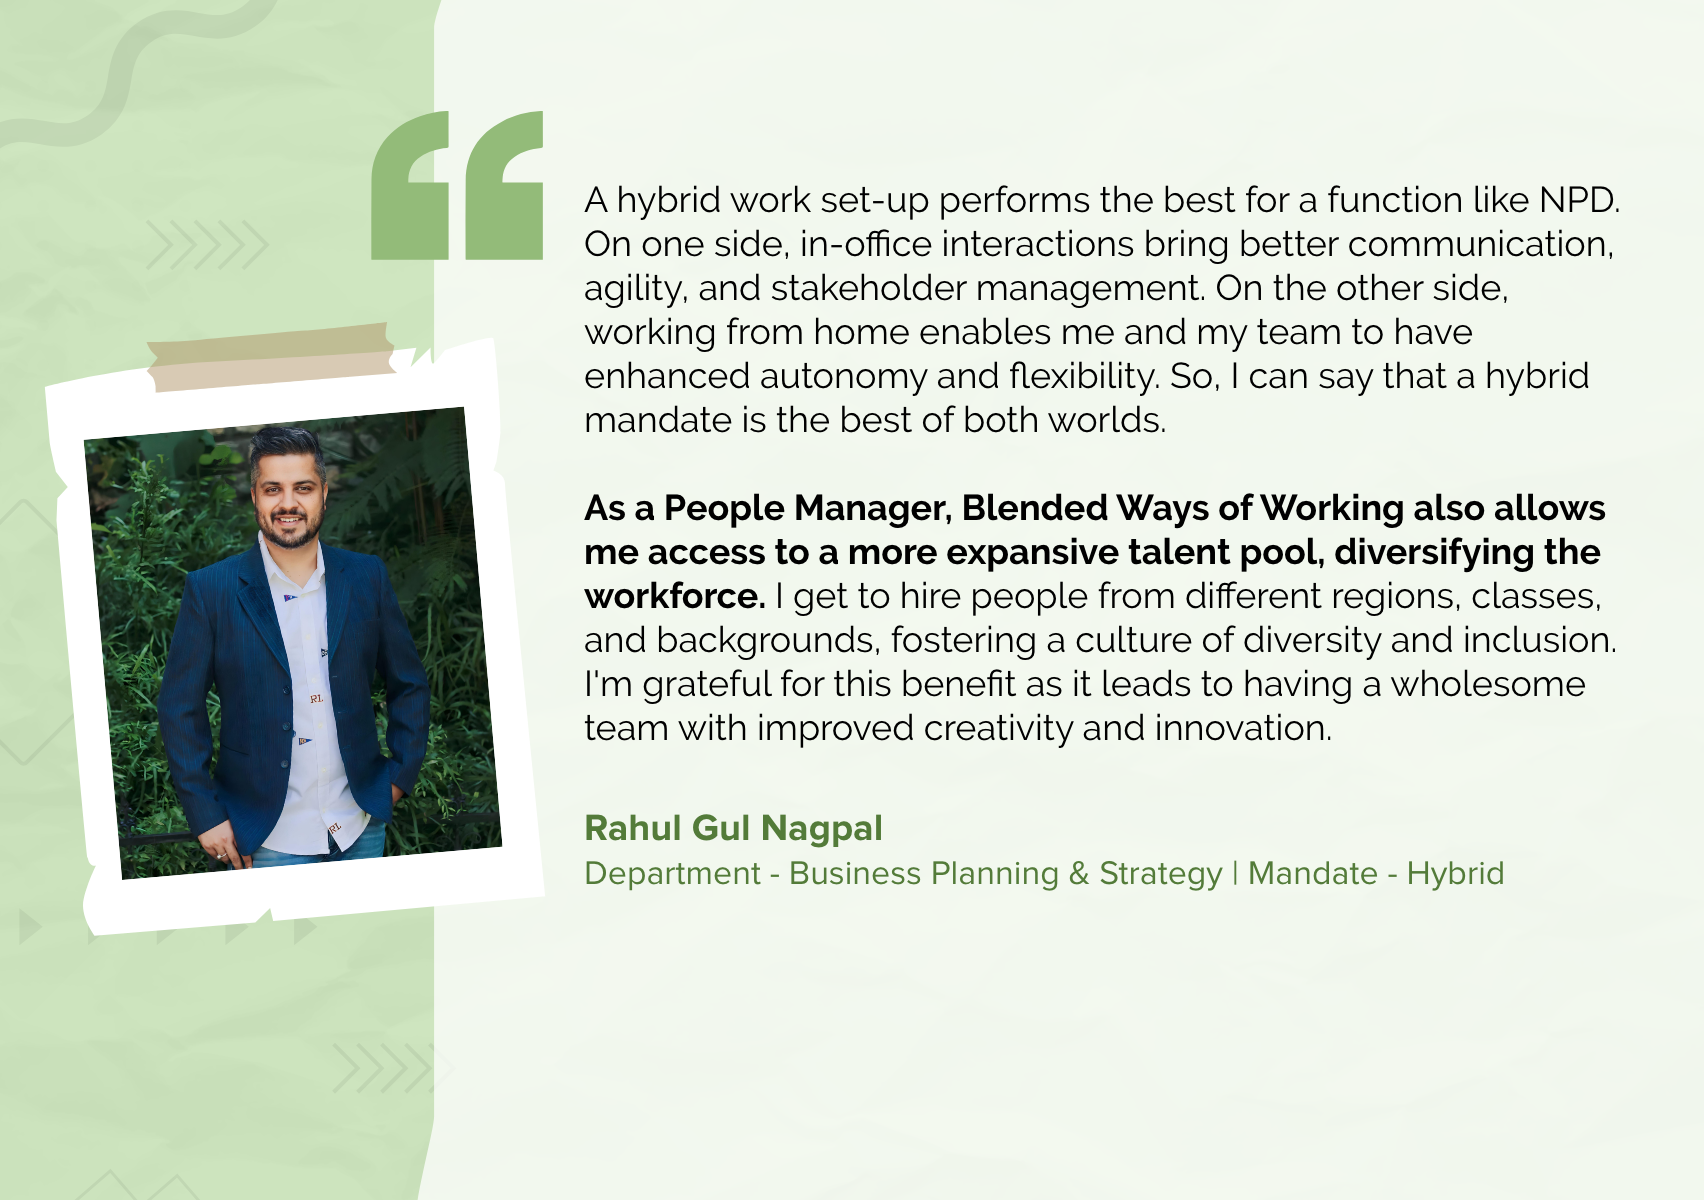 “
A hybrid work set-up performs the best for a function like NPD.
On one side, in-office interactions bring better communication,
agility, and stakeholder management. On the other side,
working from home enables me and my team to have
enhanced autonomy and flexibility. So, I can say that a hybrid
mandate is the best of both worlds.
As a People Manager, Blended Ways of Working also allows
me access to a more expansive talent pool, diversifying the
workforce. I get to hire people from different regions, classes,
and backgrounds, fostering a culture of diversity and inclusion.
I'm grateful for this benefit as it leads to having a wholesome
team with improved creativity and innovation.
RL
RL
Rahul Gul Nagpal
Department - Business Planning & Strategy | Mandate - Hybrid